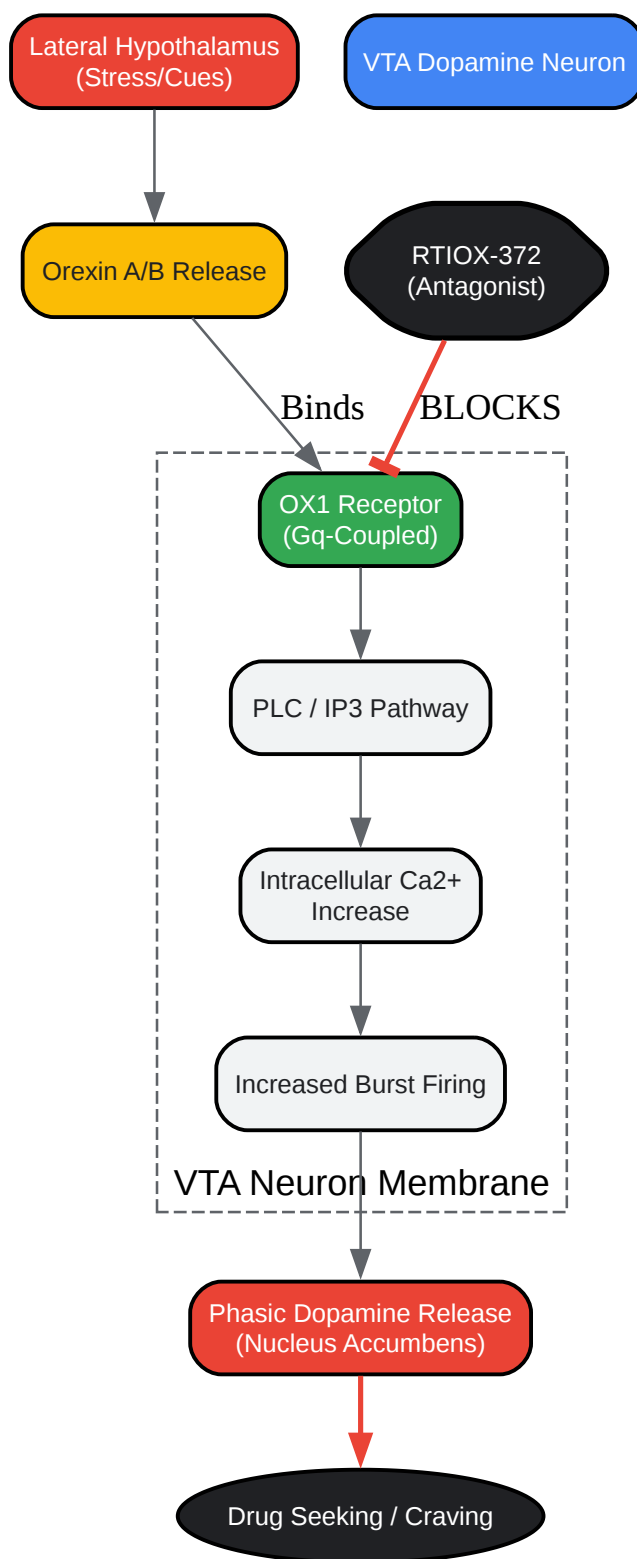 Lateral Hypothalamus
(Stress/Cues)
VTA Dopamine Neuron
Orexin A/B Release
RTIOX-372
(Antagonist)
Binds
BLOCKS
OX1 Receptor
(Gq-Coupled)
PLC / IP3 Pathway
Intracellular Ca2+
Increase
Increased Burst Firing
VTA Neuron Membrane
Phasic Dopamine Release
(Nucleus Accumbens)
Drug Seeking / Craving